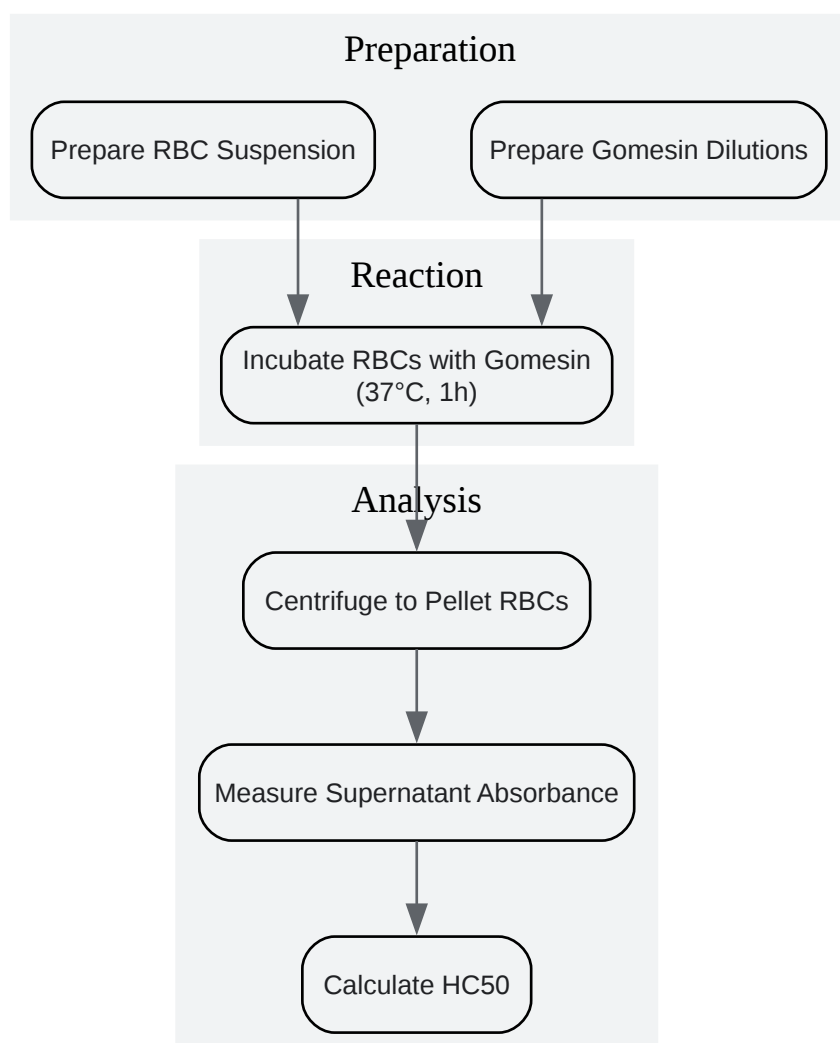 Preparation
Prepare RBC Suspension
Prepare Gomesin Dilutions
Reaction
Incubate RBCs with Gomesin
(37°C, 1h)
Analysis
Centrifuge to Pellet RBCs
Measure Supernatant Absorbance
Calculate HC50